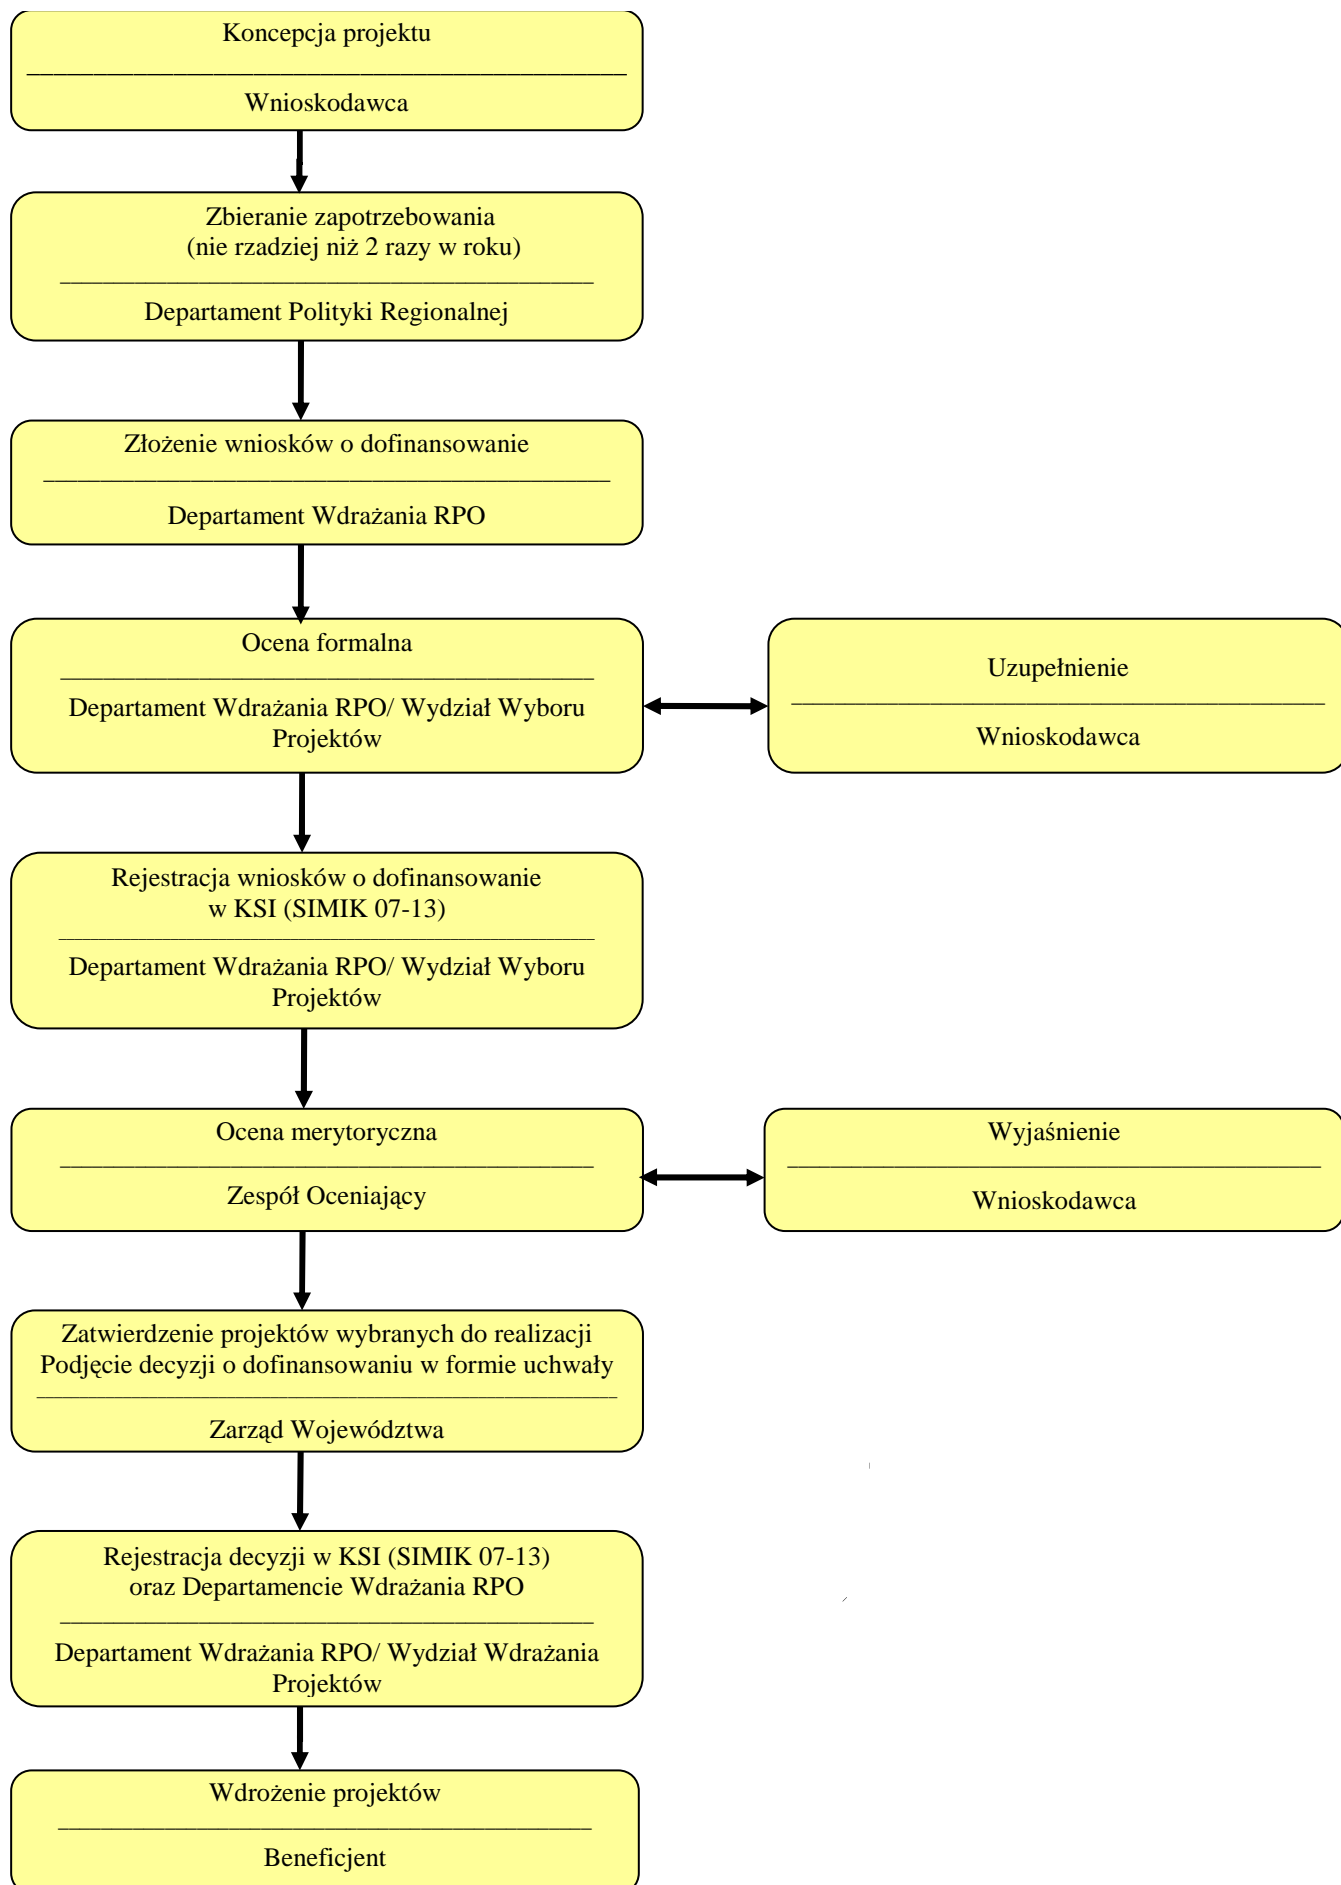 Koncepcja projektu
Wnioskodawca
Zbieranie zapotrzebowania
(nie rzadziej niż 2 razy w roku)
Departament Polityki Regionalnej
Złożenie wniosków o dofinansowanie
Departament Wdrażania RPO
Ocena formalna
Departament Wdrażania RPO/ Wydział Wyboru
Projektów
Uzupełnienie
Wnioskodawca
Rejestracja wniosków o dofinansowanie
w KSI (SIMIK 07-13)
Departament Wdrażania RPO/ Wydział Wyboru
Projektów
Ocena merytoryczna
Zespół Oceniający
Wyjaśnienie
Wnioskodawca
Zatwierdzenie projektów wybranych do realizacji
Podjęcie decyzji o dofinansowaniu w formie uchwały
Zarząd Województwa
Rejestracja decyzji w KSI (SIMIK 07-13)
oraz Departamencie Wdrażania RPO
Departament Wdrażania RPO/ Wydział Wdrażania
Projektów
Wdrożenie projektów
Beneficjent